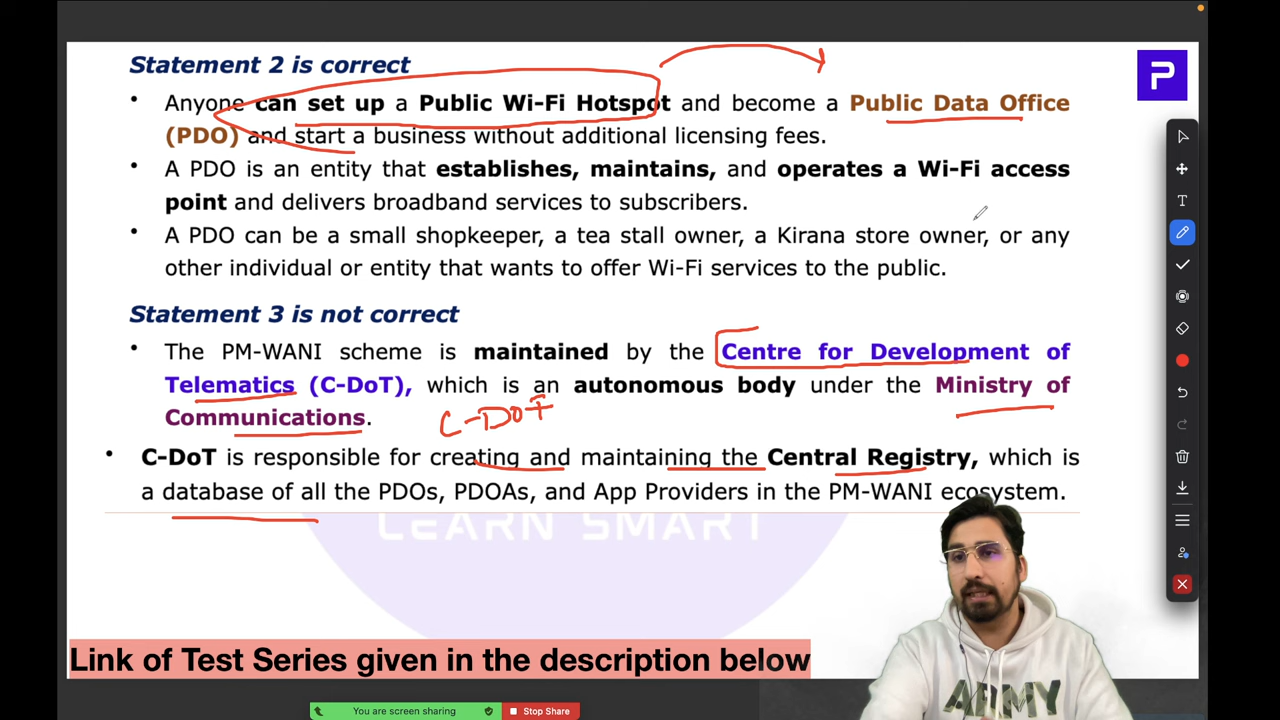 Statement 2 is correct
• Anyone can set up a Public Wi-Fi Hotspot and become a Public Data Office
(PDO) and start a business without additional licensing fees.
• A PDO is an entity that establishes, maintains, and operates a Wi-Fi access
point and delivers broadband services to subscribers.
• A PDO can be a small shopkeeper, a tea stall owner, a Kirana store owner, or any
other individual or entity that wants to offer Wi-Fi services to the public.
Statement 3 is not correct
• The PM-WANI scheme is maintained by the Centre for Development of
Telematics (C-DoT), which is an autonomous body under the Ministry of
Communications.
C-DoT
• C-DoT is responsible for creating and maintaining the Central Registry, which is
a database of all the PDOs, PDOAs, and App Providers in the PM-WANI ecosystem.
LEARN SMART
Link of Test Series given in the description below
ARMY
You are screen sharing
Stop Share
P
T